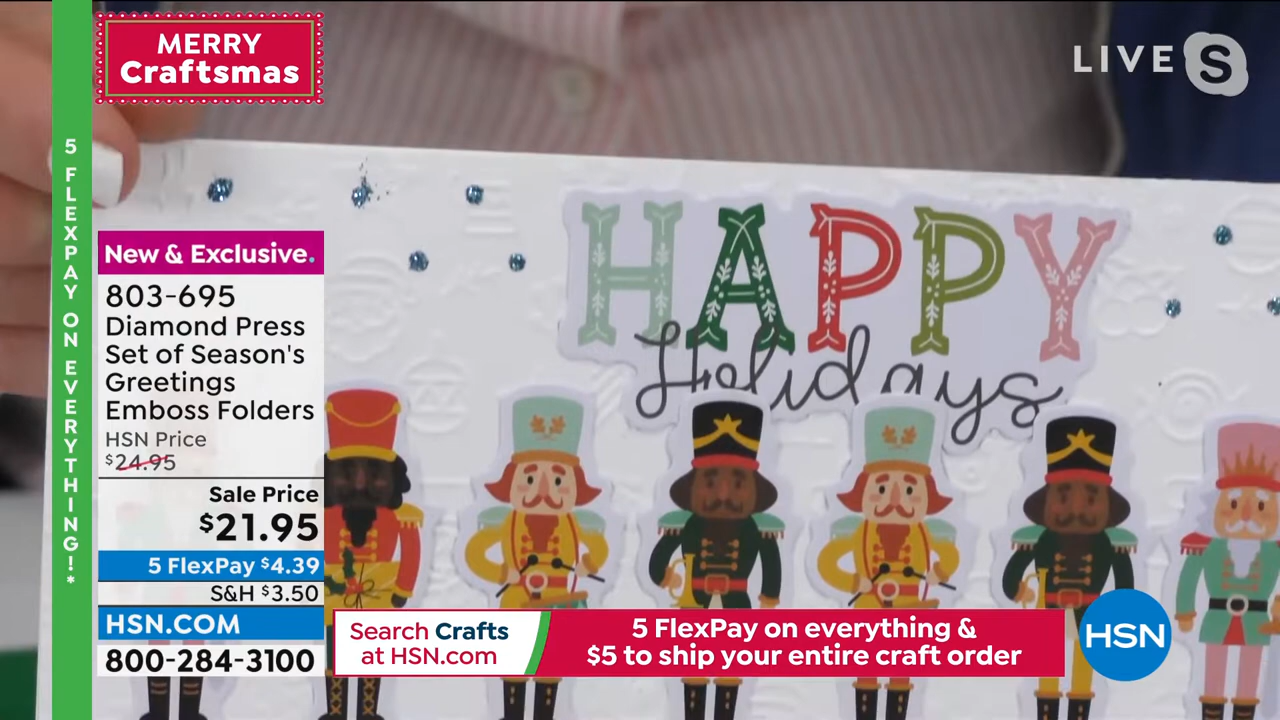 MERRY
Craftsmas
LIVE S
5 FLEXPAY ON EVERYTHING!*
HAPPY
Holidays
New & Exclusive.
803-695
Diamond Press
Set of Season's
Greetings
Emboss Folders
HSN Price
$24.95
Sale Price
$21.95
5 FlexPay $4.39
S&H $3.50
HSN.COM
800-284-3100
Search Crafts
at HSN.com
5 FlexPay on everything &
$5 to ship your entire craft order
HSN